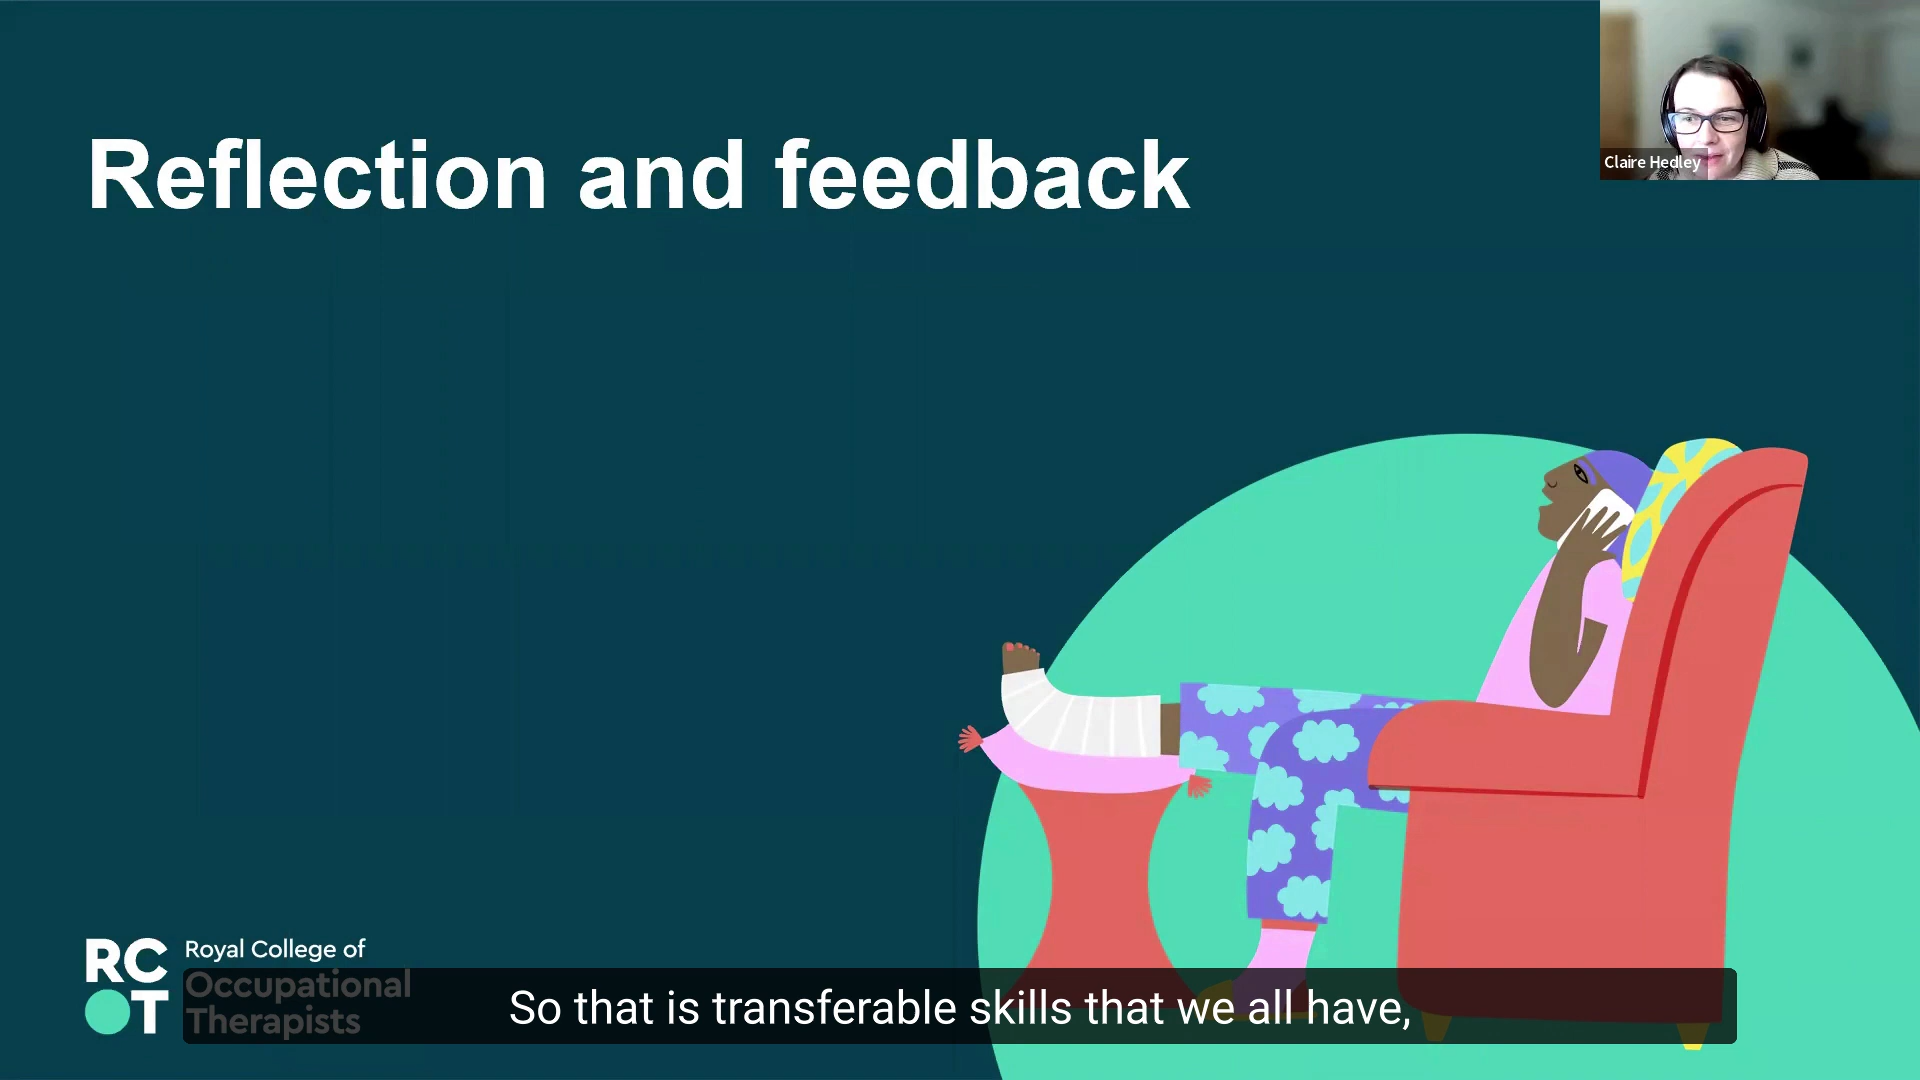 Reflection and feedback
Claire Hedley
RC
OT
Royal College of
Occupational
Therapists
So that is transferable skills that we all have,